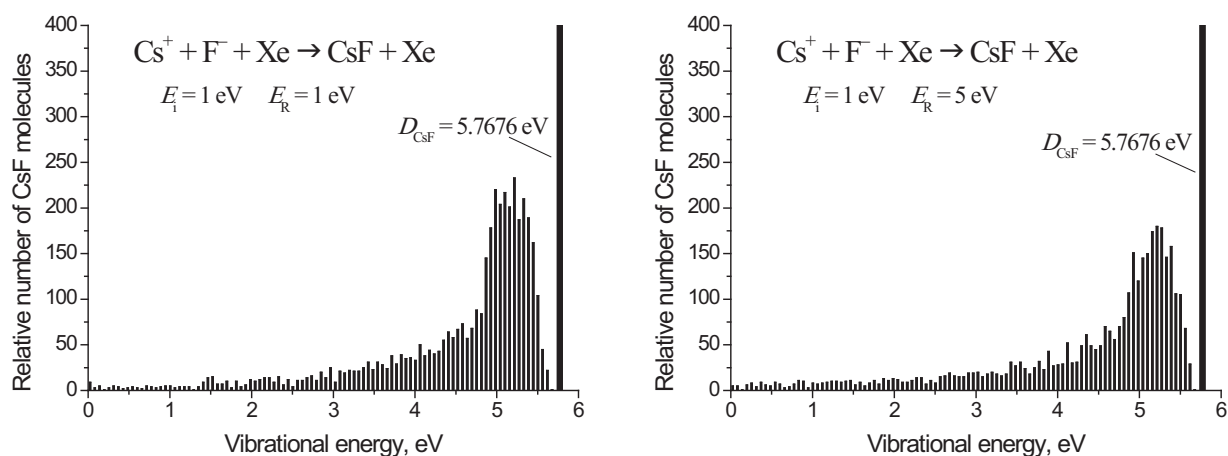 400
350
300
250
200
150
100
50
0
Relative number of CsF molecules
Cs⁺ + F⁻ + Xe → CsF + Xe
Eᵢ = 1 eV E_R = 1 eV
D_CsF = 5.7676 eV
0 1 2 3 4 5 6
Vibrational energy, eV
400
350
300
250
200
150
100
50
0
Relative number of CsF molecules
Cs⁺ + F⁻ + Xe → CsF + Xe
Eᵢ = 1 eV E_R = 5 eV
D_CsF = 5.7676 eV
0 1 2 3 4 5 6
Vibrational energy, eV